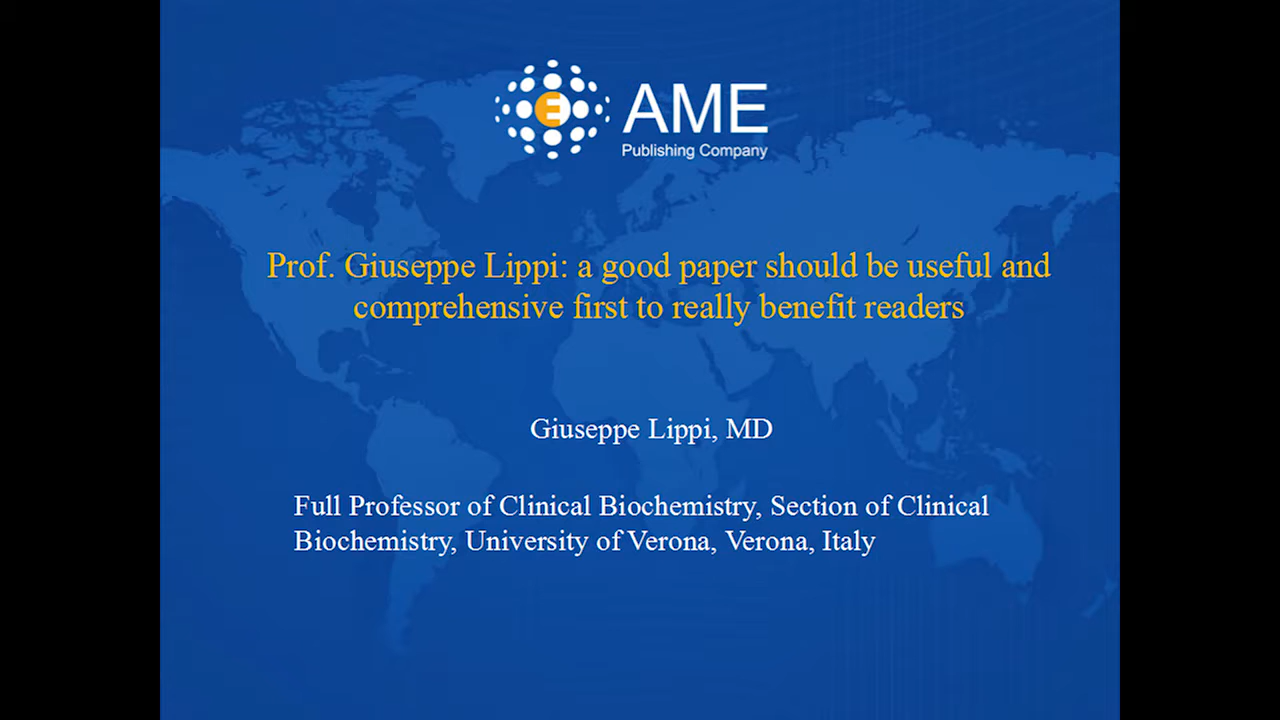 E
AME
Publishing Company
Prof. Giuseppe Lippi: a good paper should be useful and
comprehensive first to really benefit readers
Giuseppe Lippi, MD
Full Professor of Clinical Biochemistry, Section of Clinical
Biochemistry, University of Verona, Verona, Italy